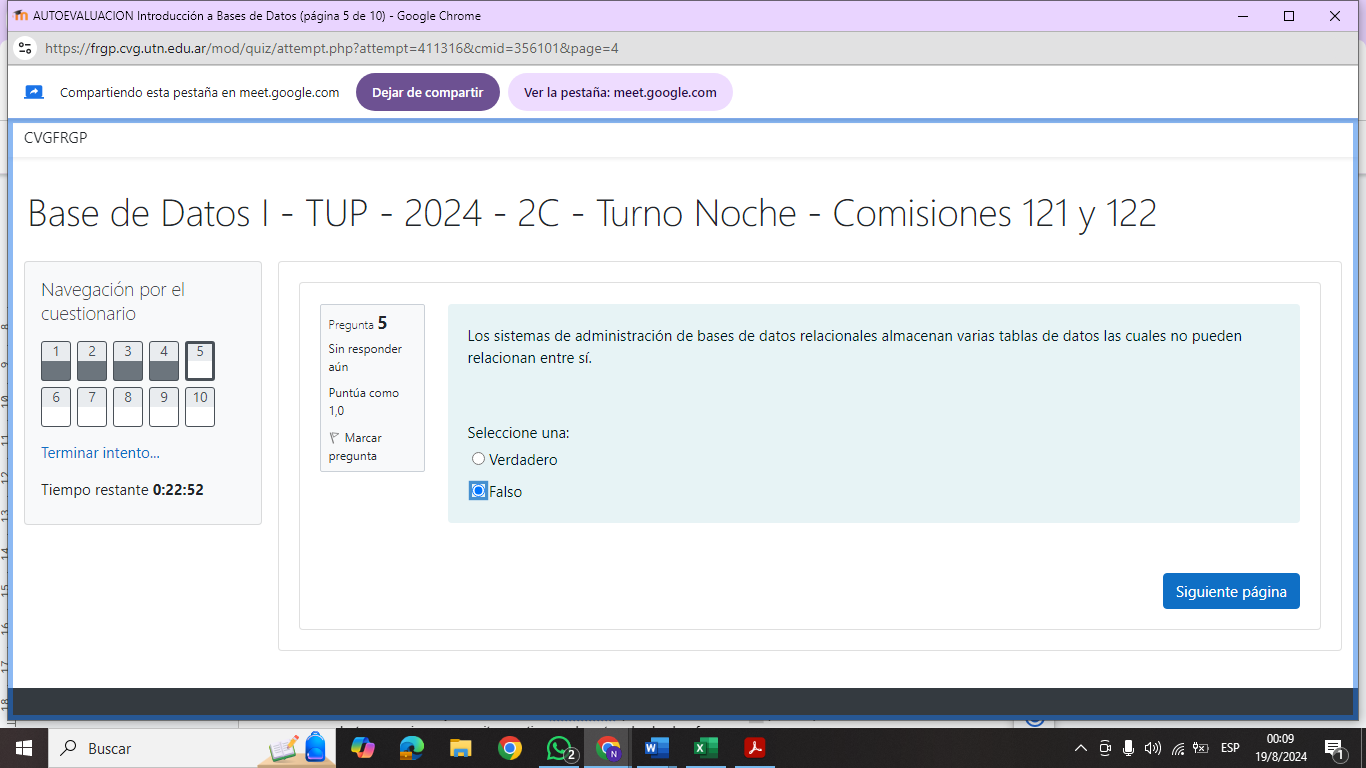 AUTOEVALUACION Introducción a Bases de Datos (página 5 de 10) - Google Chrome
https://frgp.cvg.utn.edu.ar/mod/quiz/attempt.php?attempt=411316&cmid=356101&page=4
Compartiendo esta pestaña en meet.google.com
Dejar de compartir
Ver la pestaña: meet.google.com
CVGFRGP
Base de Datos I - TUP - 2024 - 2C - Turno Noche - Comisiones 121 y 122
Navegación por el
cuestionario
1 2 3 4 5
6 7 8 9 10
Terminar intento...
Tiempo restante 0:22:52
Pregunta 5
Sin responder
aún
Puntúa como
1,0
Marcar
pregunta
Los sistemas de administración de bases de datos relacionales almacenan varias tablas de datos las cuales no pueden
relacionan entre sí.
Seleccione una:
Verdadero
Falso
Siguiente página
Buscar
2
N
ESP
00:09
19/8/2024
1